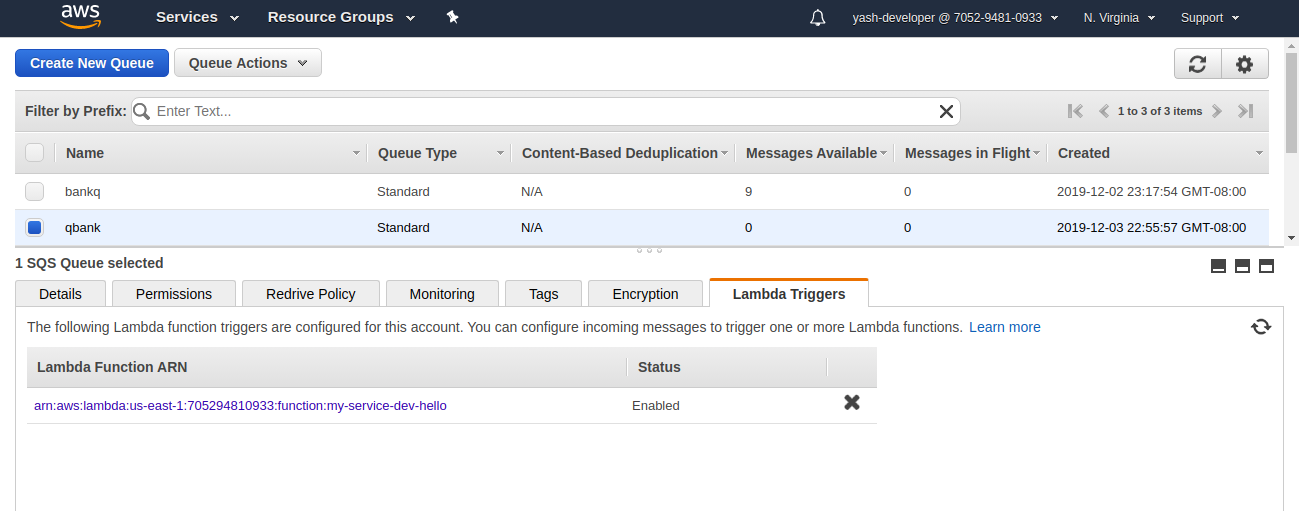 aws Services Resource Groups yash-developer @ 7052-9481-0933 N. Virginia Support
Create New Queue Queue Actions
Filter by Prefix: Enter Text... 1 to 3 of 3 items
Name Queue Type Content-Based Deduplication Messages Available Messages in Flight Created
bankq Standard N/A 9 0 2019-12-02 23:17:54 GMT-08:00
qbank Standard N/A 0 0 2019-12-03 22:55:57 GMT-08:00
1 SQS Queue selected
Details Permissions Redrive Policy Monitoring Tags Encryption Lambda Triggers
The following Lambda function triggers are configured for this account. You can configure incoming messages to trigger one or more Lambda functions. Learn more
Lambda Function ARN Status
arn:aws:lambda:us-east-1:705294810933:function:my-service-dev-hello Enabled